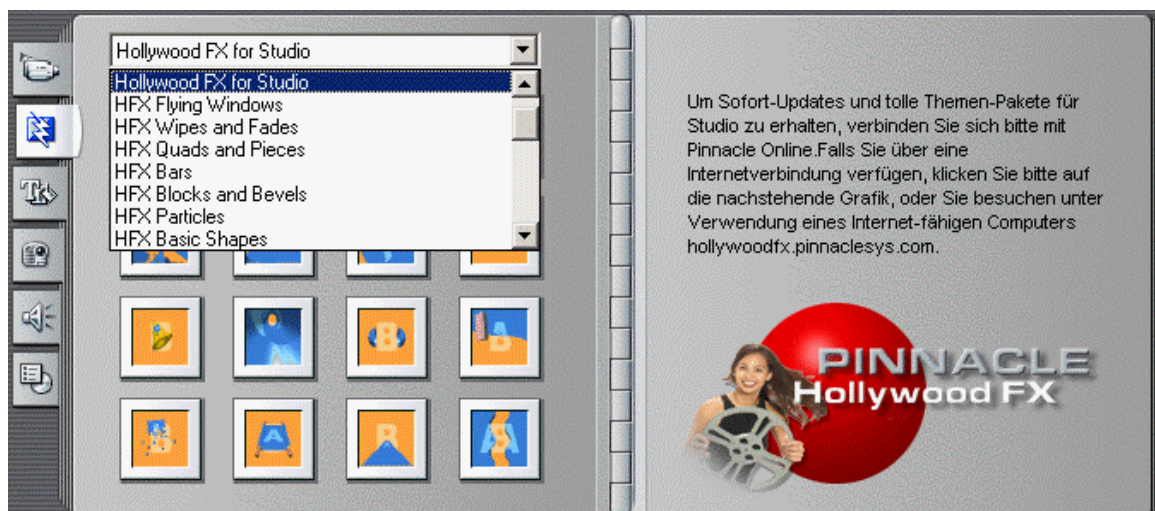 Hollywood FX for Studio
Hollywood FX for Studio
HFX Flying Windows
HFX Wipes and Fades
HFX Quads and Pieces
HFX Bars
HFX Blocks and Bevels
HFX Particles
HFX Basic Shapes
B
B
A
B
A
B
Um Sofort-Updates und tolle Themen-Pakete für
Studio zu erhalten, verbinden Sie sich bitte mit
Pinnacle Online.Falls Sie über eine
Internetverbindung verfügen, klicken Sie bitte auf
die nachstehende Grafik, oder Sie besuchen unter
Verwendung eines Internet-fähigen Computers
hollywoodfx.pinnaclesys.com.
PINNACLE
Hollywood FX